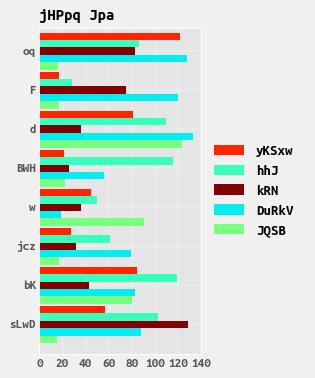 jHPpq Jpa
oq
F
d
BWH
w
jcz
bK
sLwD
0 20 40 60 80 100 120 140
yKSxw
hhJ
kRN
DuRkV
JQSB